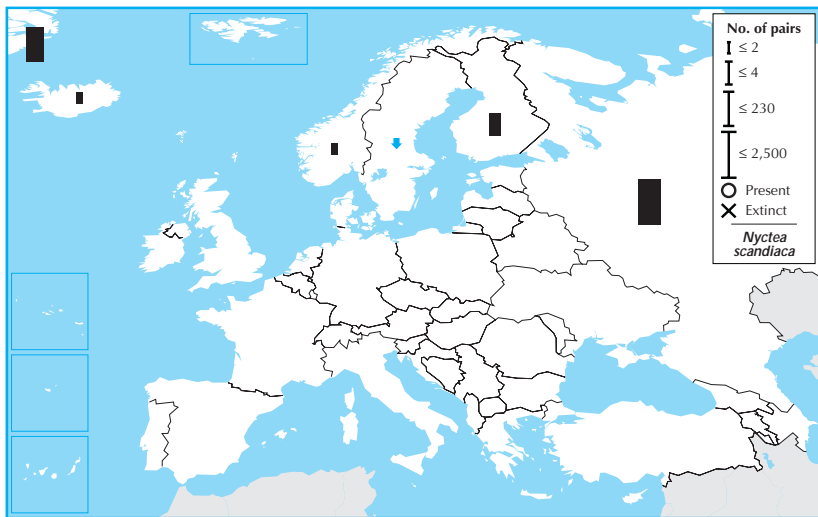 No. of pairs
≤ 2
≤ 4
≤ 230
≤ 2,500
Present
Extinct
Nyctea
scandiaca